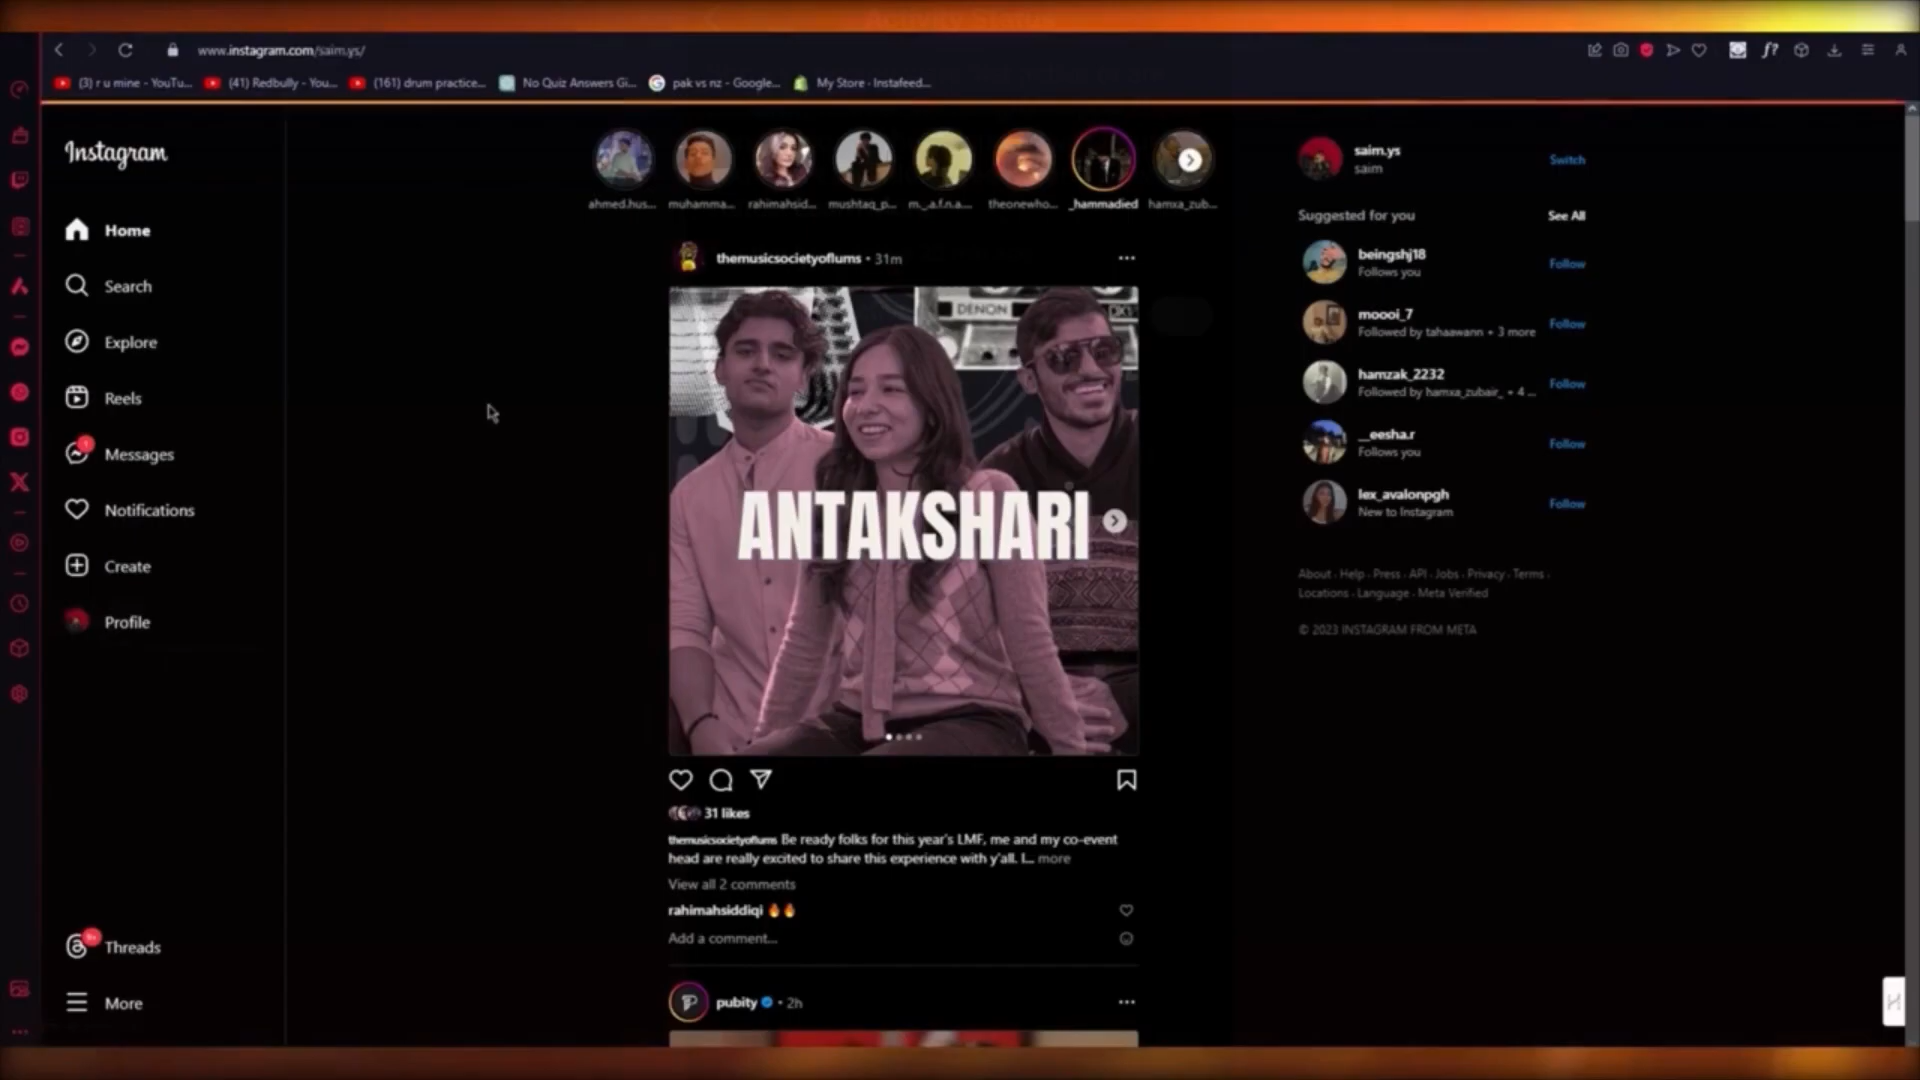 www.instagram.com/saim.ys/
(3) r u mine - YouTu...
(41) Redbully - You...
(161) drum practice...
No Quiz Answers Gi...
pak vs nz - Google...
My Store · Instafeed...
Instagram
Home
Search
Explore
Reels
1
Messages
Notifications
Create
Profile
9+
Threads
More
ahmed.hus...
muhamma...
rahimahsid...
mushtaq_p...
m._.a.f.n.a....
theonewho...
_hammadied
hamxa_zub...
themusicsocietyoflums • 31m
DENON
ANTAKSHARI
31 likes
themusicsocietyoflums Be ready folks for this year's LMF, me and my co-event
head are really excited to share this experience with y'all. I... more
View all 2 comments
rahimahsiddiqi 🔥🔥
Add a comment...
pubity • 2h
saim.ys
saim
Switch
Suggested for you
See All
beingshj18
Follows you
Follow
moooi_7
Followed by tahaawann + 3 more
Follow
hamzak_2232
Followed by hamxa_zubair_ + 4 ...
Follow
__eesha.r
Follows you
Follow
lex_avalonpgh
New to Instagram
Follow
About · Help · Press · API · Jobs · Privacy · Terms ·
Locations · Language · Meta Verified
© 2023 INSTAGRAM FROM META